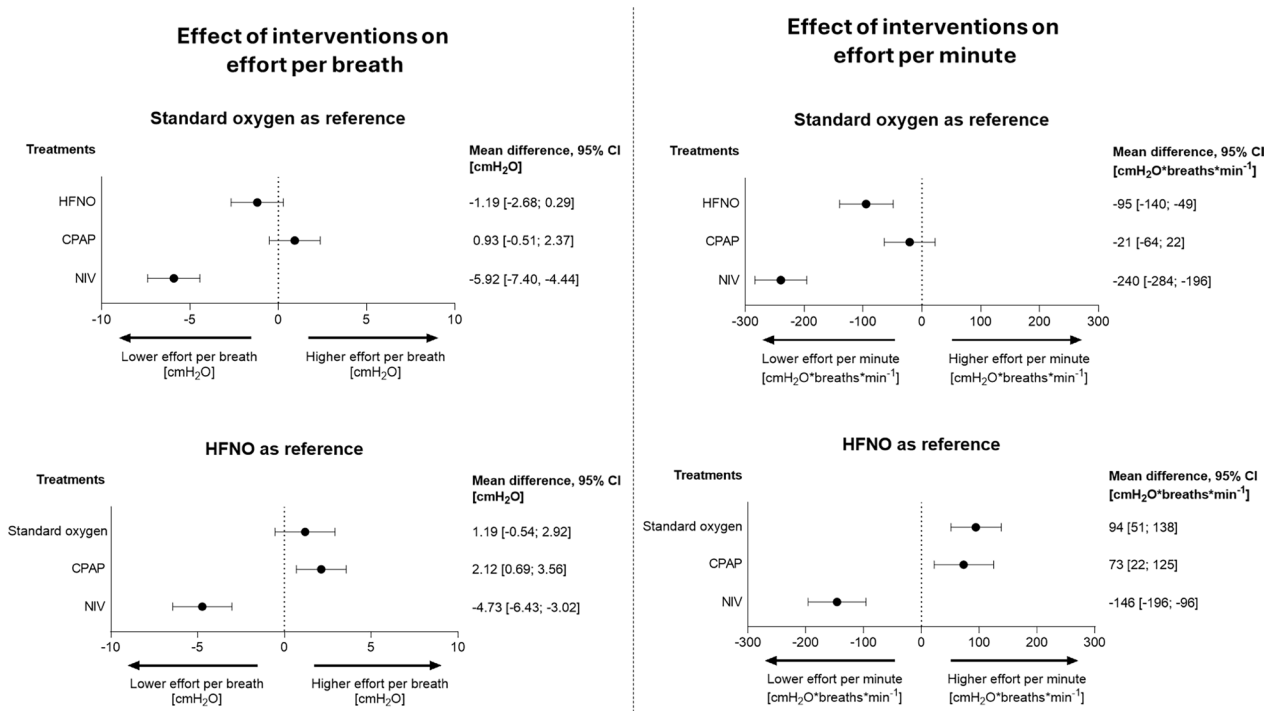 Effect of interventions on
effort per breath
Standard oxygen as reference
Treatments
Mean difference, 95% CI
[cmH₂O]
HFNO
-1.19 [-2.68; 0.29]
CPAP
0.93 [-0.51; 2.37]
NIV
-5.92 [-7.40, -4.44]
-10 -5 0 5 10
Lower effort per breath
[cmH₂O]
Higher effort per breath
[cmH₂O]
HFNO as reference
Treatments
Mean difference, 95% CI
[cmH₂O]
Standard oxygen
1.19 [-0.54; 2.92]
CPAP
2.12 [0.69; 3.56]
NIV
-4.73 [-6.43; -3.02]
-10 -5 0 5 10
Lower effort per breath
[cmH₂O]
Higher effort per breath
[cmH₂O]
Effect of interventions on
effort per minute
Standard oxygen as reference
Treatments
Mean difference, 95% CI
[cmH₂O*breaths*min⁻¹]
HFNO
-95 [-140; -49]
CPAP
-21 [-64; 22]
NIV
-240 [-284; -196]
-300 -200 -100 0 100 200 300
Lower effort per minute
[cmH₂O*breaths*min⁻¹]
Higher effort per minute
[cmH₂O*breaths*min⁻¹]
HFNO as reference
Treatments
Mean difference, 95% CI
[cmH₂O*breaths*min⁻¹]
Standard oxygen
94 [51; 138]
CPAP
73 [22; 125]
NIV
-146 [-196; -96]
-300 -200 -100 0 100 200 300
Lower effort per minute
[cmH₂O*breaths*min⁻¹]
Higher effort per minute
[cmH₂O*breaths*min⁻¹]